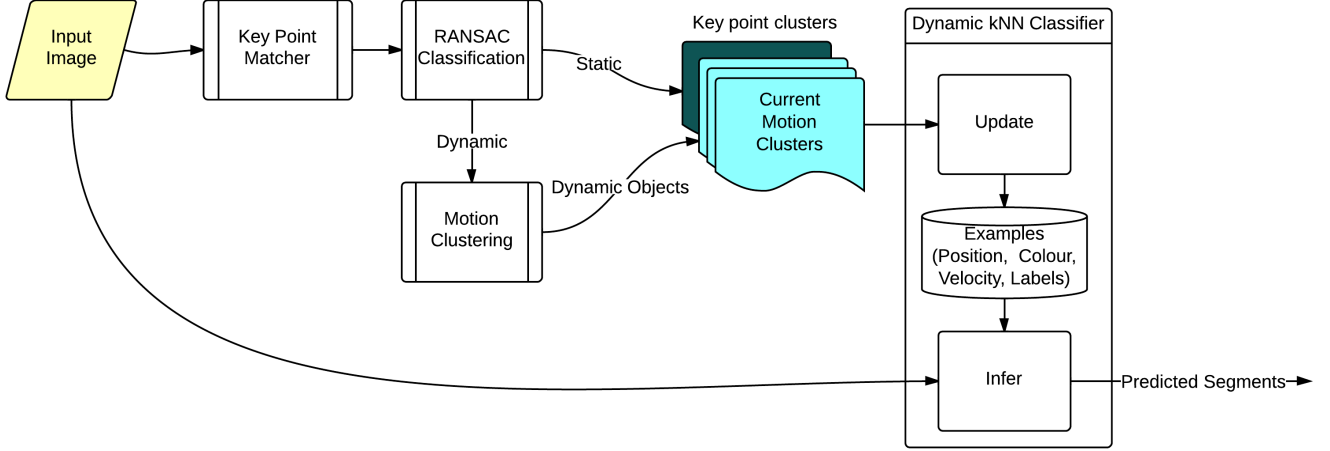 Input
Image
Key Point
Matcher
RANSAC
Classification
Static
Dynamic
Motion
Clustering
Dynamic Objects
Key point clusters
Current
Motion
Clusters
Dynamic kNN Classifier
Update
Examples
(Position, Colour,
Velocity, Labels)
Infer
Predicted Segments